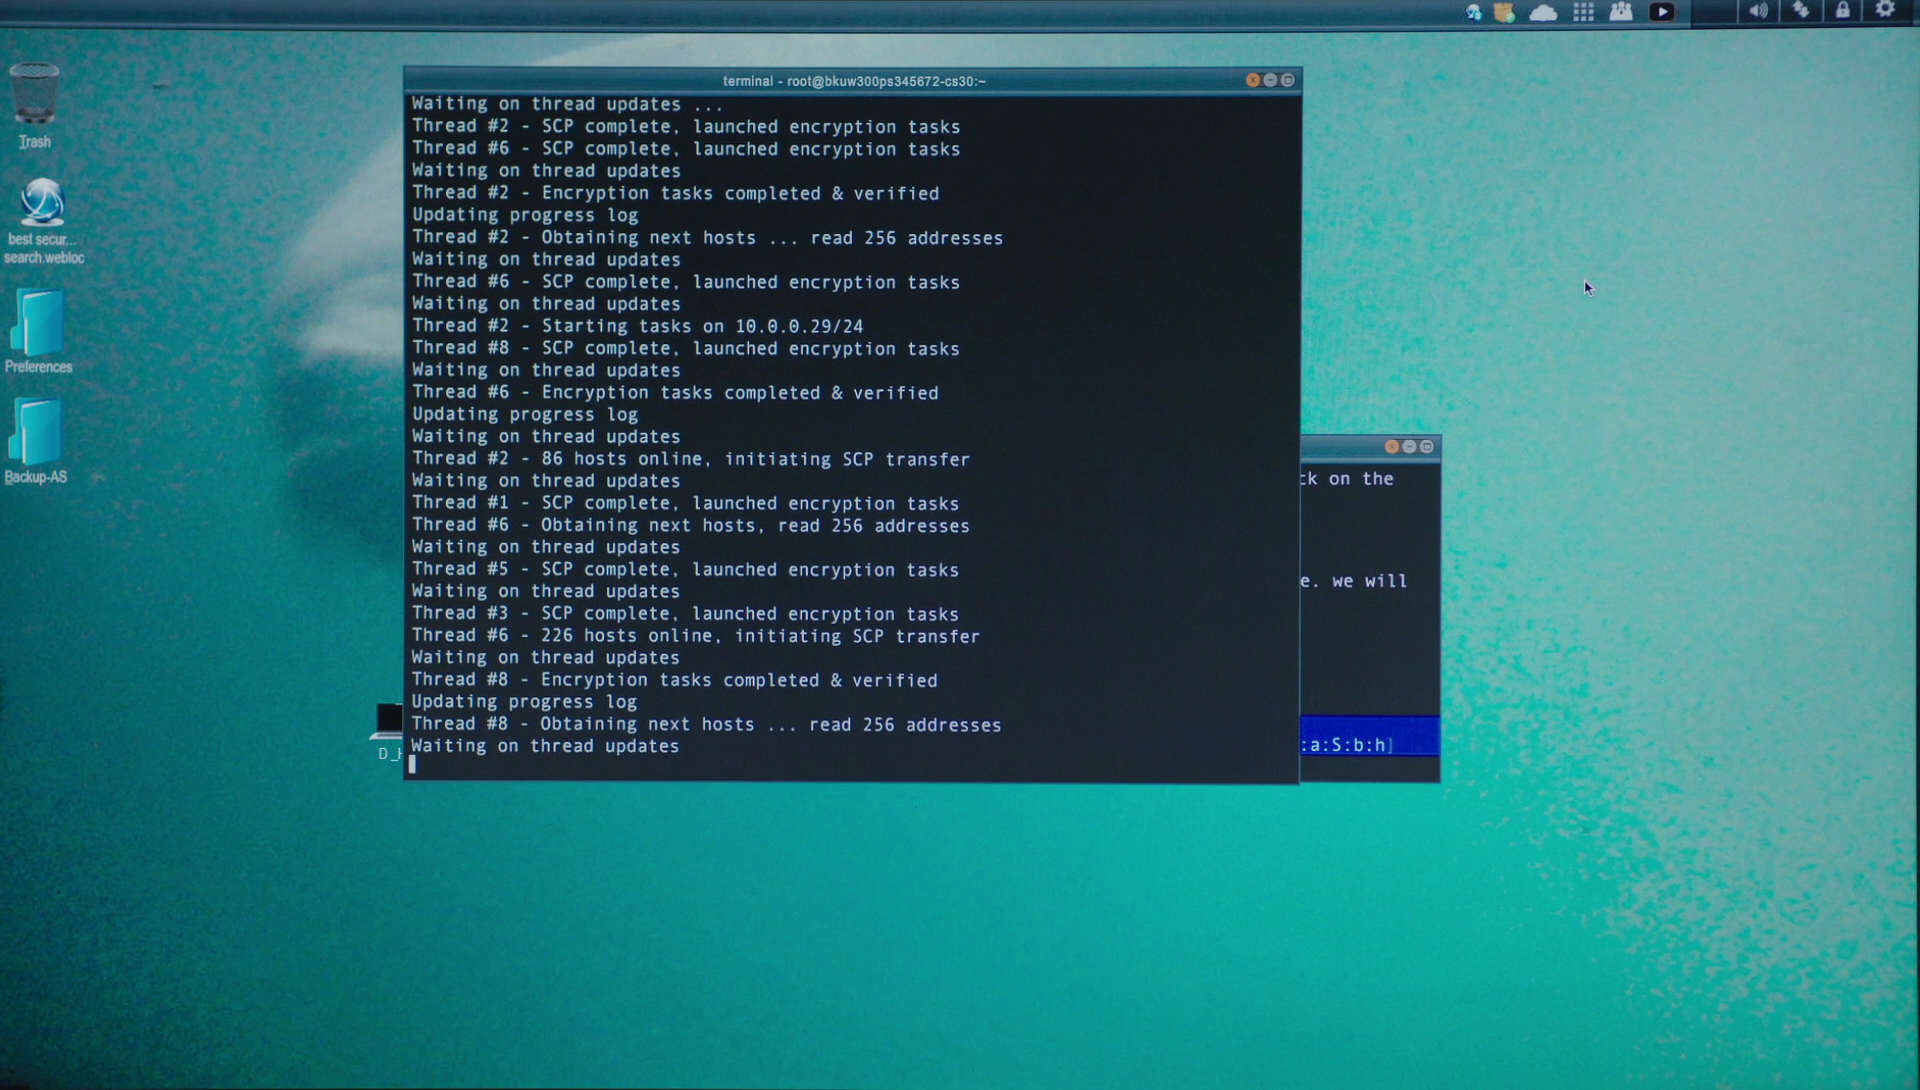 terminal - root@bkuw300ps345672-cs30:~
Waiting on thread updates ...
Thread #2 - SCP complete, launched encryption tasks
Thread #6 - SCP complete, launched encryption tasks
Waiting on thread updates
Thread #2 - Encryption tasks completed & verified
Updating progress log
Thread #2 - Obtaining next hosts ... read 256 addresses
Waiting on thread updates
Thread #6 - SCP complete, launched encryption tasks
Waiting on thread updates
Thread #2 - Starting tasks on 10.0.0.29/24
Thread #8 - SCP complete, launched encryption tasks
Waiting on thread updates
Thread #6 - Encryption tasks completed & verified
Updating progress log
Waiting on thread updates
Thread #2 - 86 hosts online, initiating SCP transfer
Waiting on thread updates
Thread #1 - SCP complete, launched encryption tasks
Thread #6 - Obtaining next hosts, read 256 addresses
Waiting on thread updates
Thread #5 - SCP complete, launched encryption tasks
Waiting on thread updates
Thread #3 - SCP complete, launched encryption tasks
Thread #6 - 226 hosts online, initiating SCP transfer
Waiting on thread updates
Thread #8 - Encryption tasks completed & verified
Updating progress log
Thread #8 - Obtaining next hosts ... read 256 addresses
Waiting on thread updates
Trash
best secur...
search.webloc
Preferences
Backup-AS
D_H
ck on the
e. we will
:a:S:b:h]